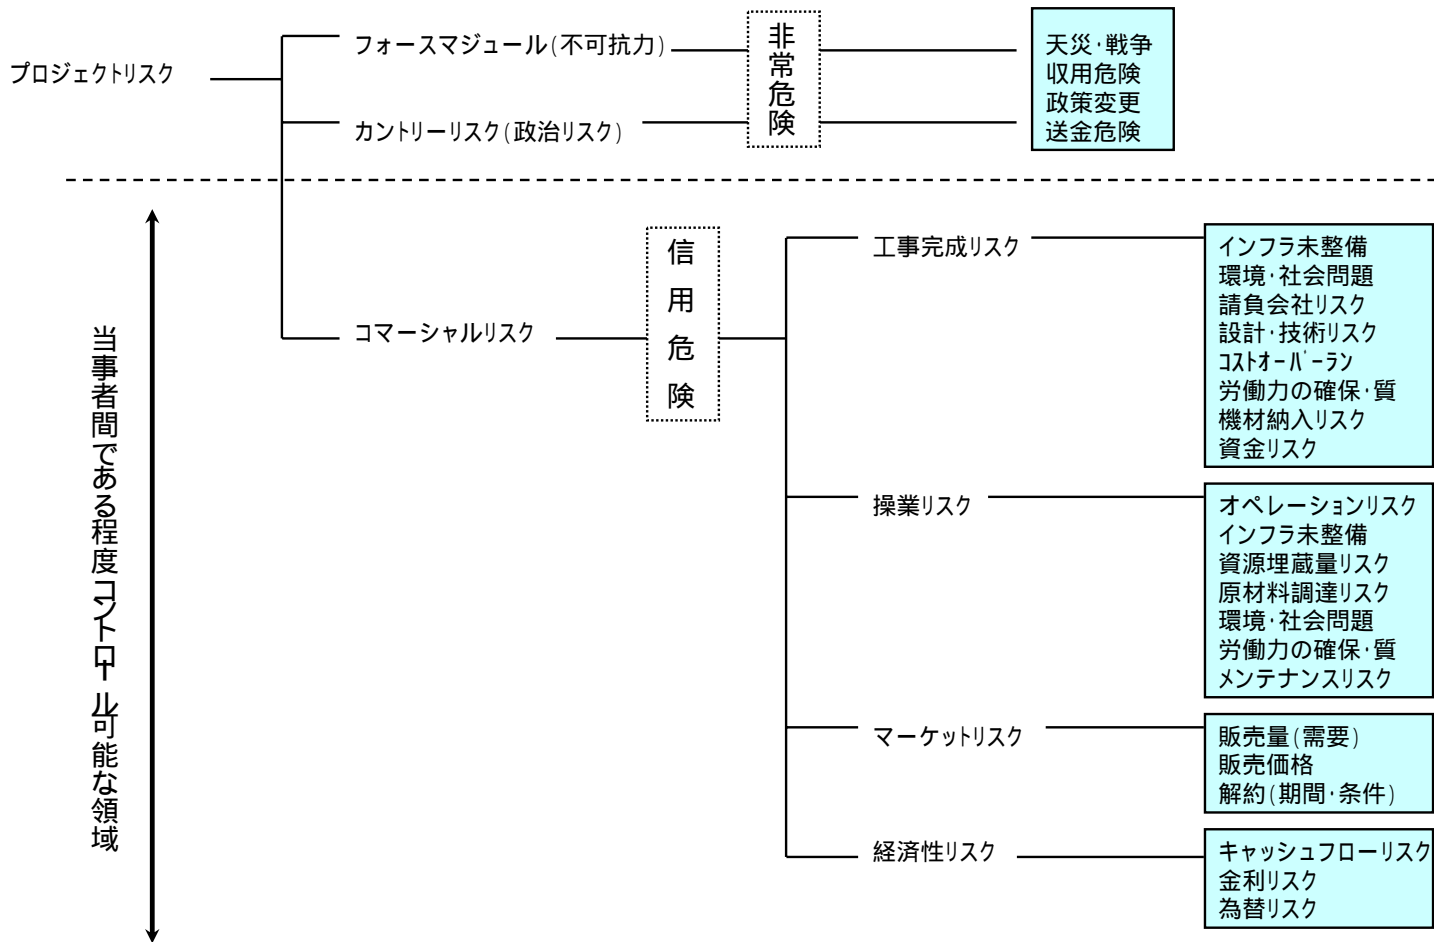 プロジェクトリスク
フォースマジュール(不可抗力)
カントリーリスク(政治リスク)
非常危険
天災・戦争
収用危険
政策変更
送金危険
当事者間である程度コントロール可能な領域
コマーシャルリスク
信用危険
工事完成リスク
インフラ未整備
環境・社会問題
請負会社リスク
設計・技術リスク
コストオーバーラン
労働力の確保・質
機材納入リスク
資金リスク
操業リスク
オペレーションリスク
インフラ未整備
資源埋蔵量リスク
原材料調達リスク
環境・社会問題
労働力の確保・質
メンテナンスリスク
マーケットリスク
販売量(需要)
販売価格
解約(期間・条件)
経済性リスク
キャッシュフローリスク
金利リスク
為替リスク